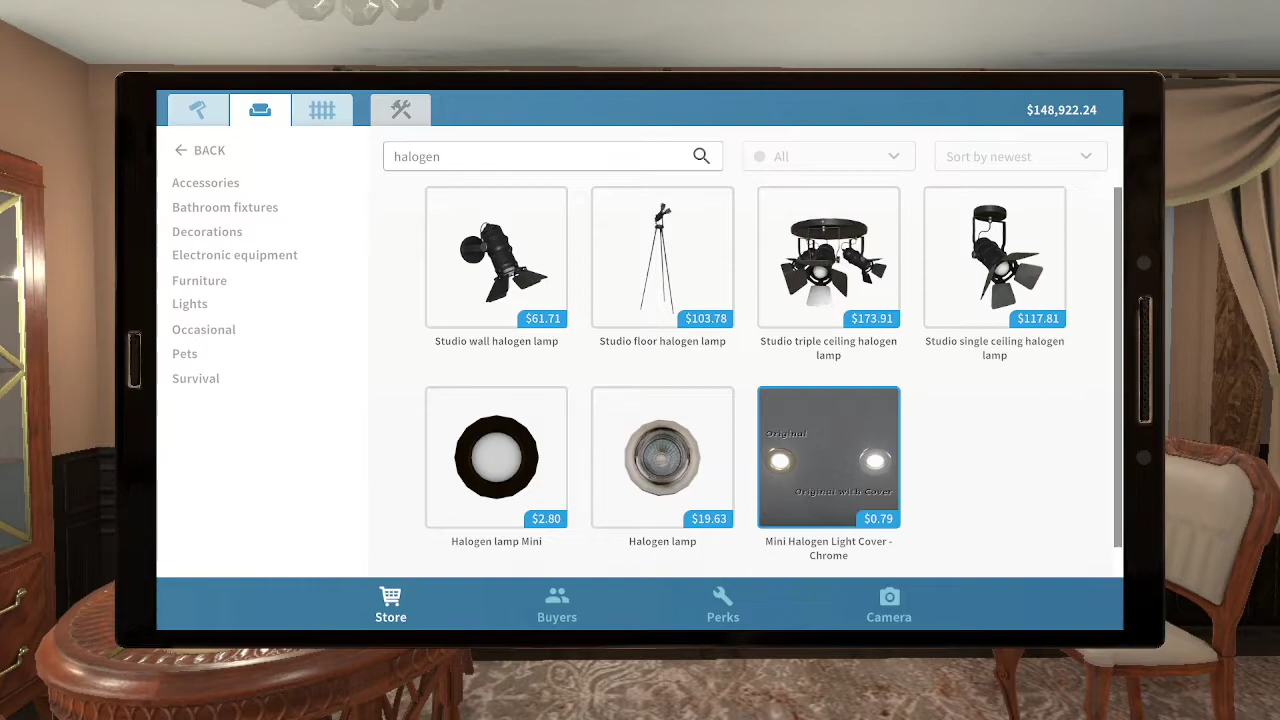 $148,922.24
BACK
halogen
All
Sort by newest
Accessories
Bathroom fixtures
Decorations
Electronic equipment
Furniture
Lights
Occasional
Pets
Survival
$61.71
$103.78
$173.91
$117.81
Studio wall halogen lamp
Studio floor halogen lamp
Studio triple ceiling halogen
lamp
Studio single ceiling halogen
lamp
Original
Original with Cover
$2.80
$19.63
$0.79
Halogen lamp Mini
Halogen lamp
Mini Halogen Light Cover -
Chrome
Store
Buyers
Perks
Camera